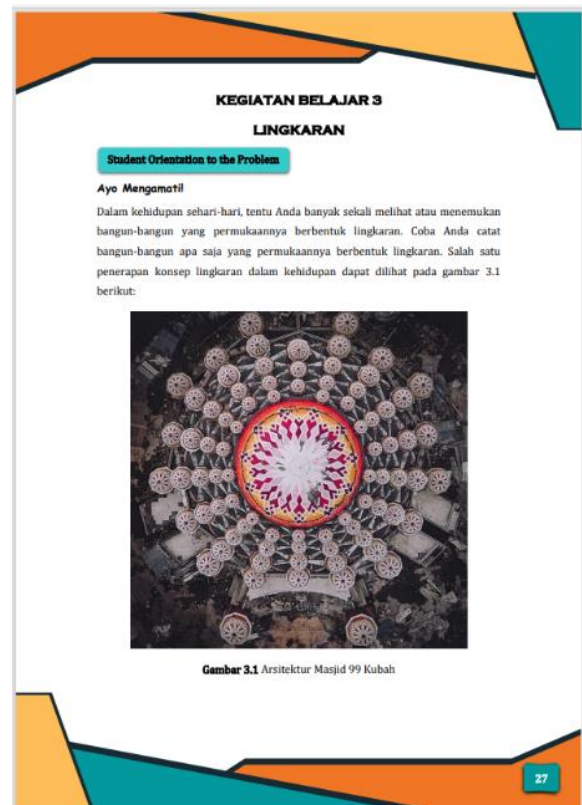 KEGIATAN BELAJAR 3
LINGKARAN
Student Orientation to the Problem
Ayo Mengamati!
Dalam kehidupan sehari-hari, tentu Anda banyak sekali melihat atau menemukan
bangun-bangun yang permukaannya berbentuk lingkaran. Coba Anda catat
bangun-bangun apa saja yang permukaannya berbentuk lingkaran. Salah satu
penerapan konsep lingkaran dalam kehidupan dapat dilihat pada gambar 3.1
berikut:
Gambar 3.1 Arsitektur Masjid 99 Kubah
27